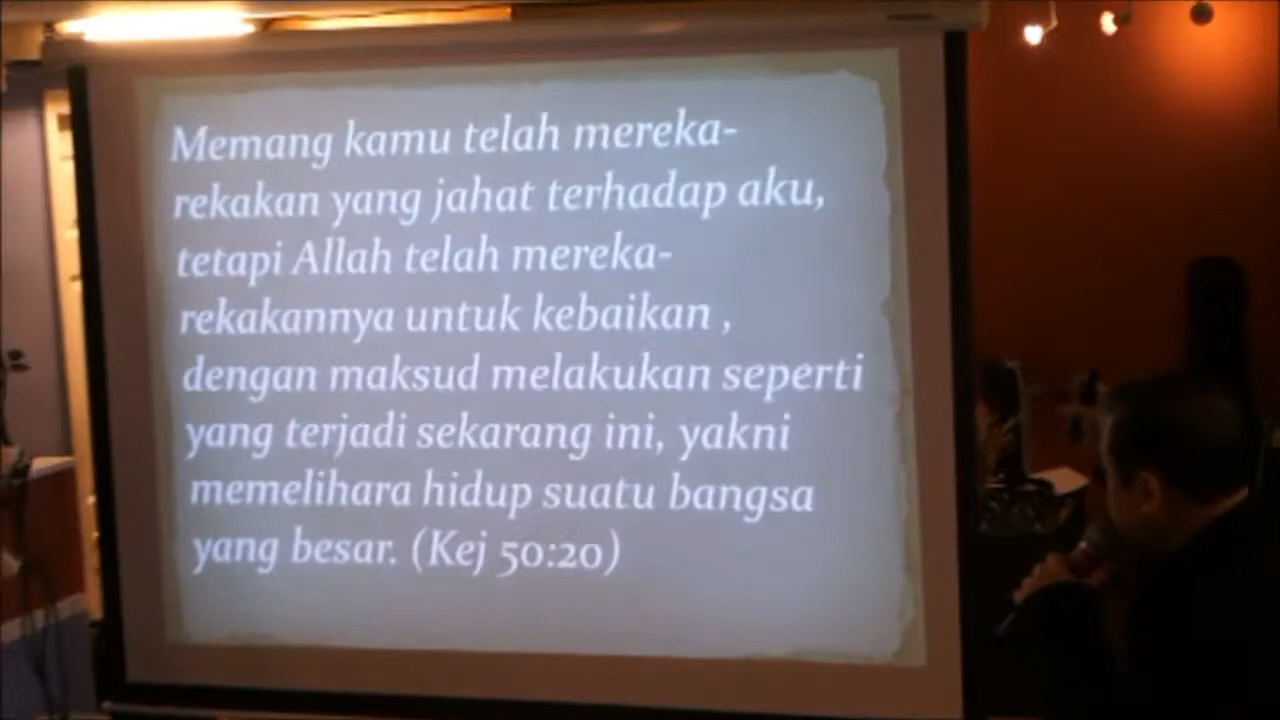 Memang kamu telah mereka-
rekakan yang jahat terhadap aku,
tetapi Allah telah mereka-
rekakannya untuk kebaikan ,
dengan maksud melakukan seperti
yang terjadi sekarang ini, yakni
memelihara hidup suatu bangsa
yang besar. (Kej 50:20)